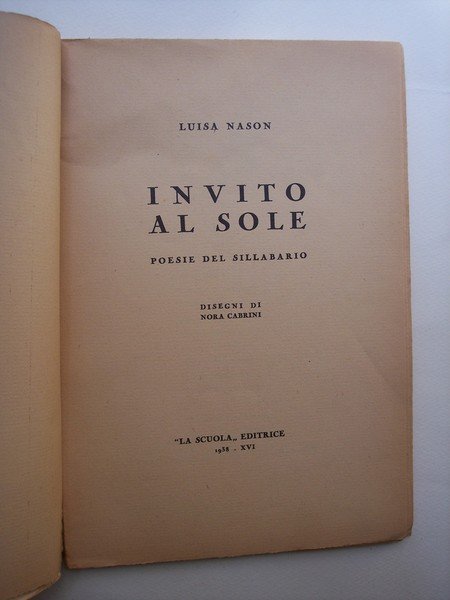 LUISA NASON
INVITO
AL SOLE
POESIE DEL SILLABARIO
DISEGNI DI
NORA CABRINI
"LA SCUOLA„ EDITRICE
1938 - XVI